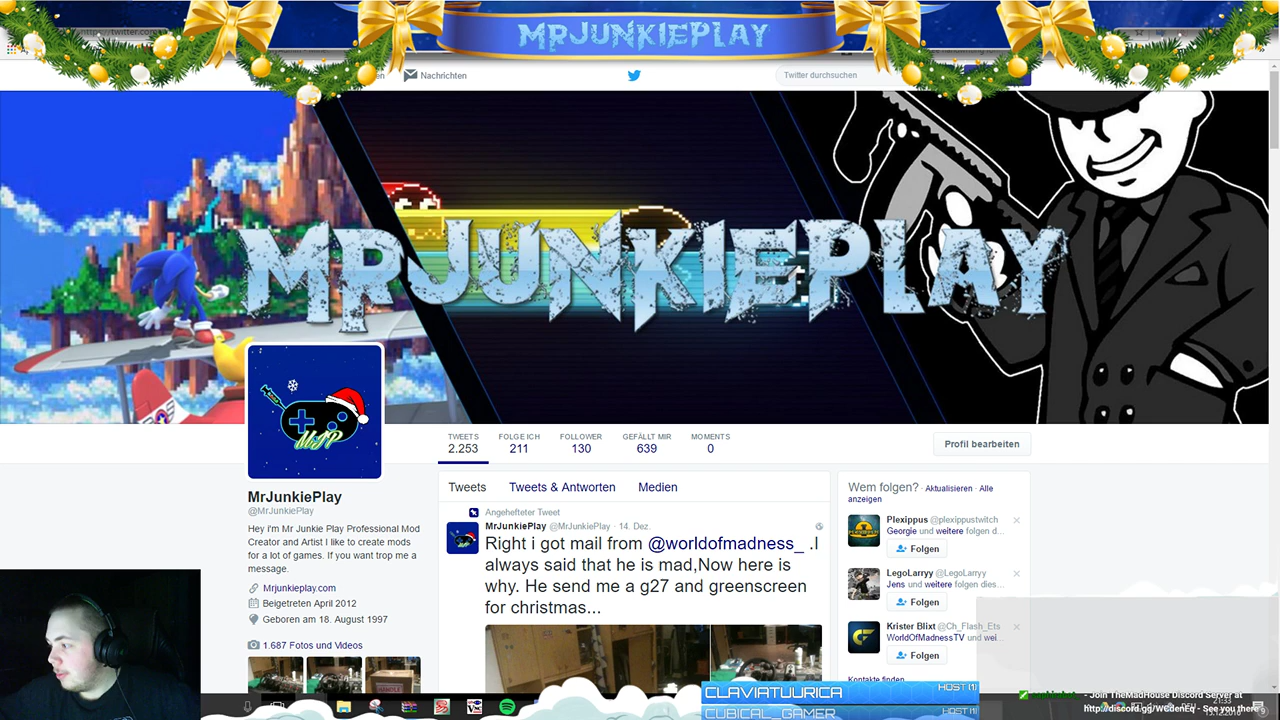 MRJUNKIEPLAY
Nachrichten
Twitter durchsuchen
MRJUNKIEPLAY
MJP
TWEETS
2.253
FOLGE ICH
211
FOLLOWER
130
GEFÄLLT MIR
639
MOMENTS
0
Profil bearbeiten
MrJunkiePlay
@MrJunkiePlay
Hey i'm Mr Junkie Play Professional Mod
Creator and Artist I like to create mods
for a lot of games. If you want trop me a
message.
Mrjunkieplay.com
Beigetreten April 2012
Geboren am 18. August 1997
1.687 Fotos und Videos
Tweets Tweets & Antworten Medien
Angehefteter Tweet
MrJunkiePlay @MrJunkiePlay · 14. Dez.
Right I got mail from @worldofmadness_ .I
always said that he is mad,Now here is
why. He send me a g27 and greenscreen
for christmas...
Wem folgen? · Aktualisieren · Alle
anzeigen
Plexippus @plexippustwitch
Georgie und weitere folgen d...
Folgen
LegoLarryy @LegoLarryy
Jens und weitere folgen dies...
Folgen
Krister Blixt @Ch_Flash_Ets
WorldOfMadnessTV und wei...
Folgen
Kontakte finden
CLAVIATUURICA HOST (1)
CUBICAL_GAMER HOST (1)
- Join TheMadHouse Discord Server at
- See you there
21:33